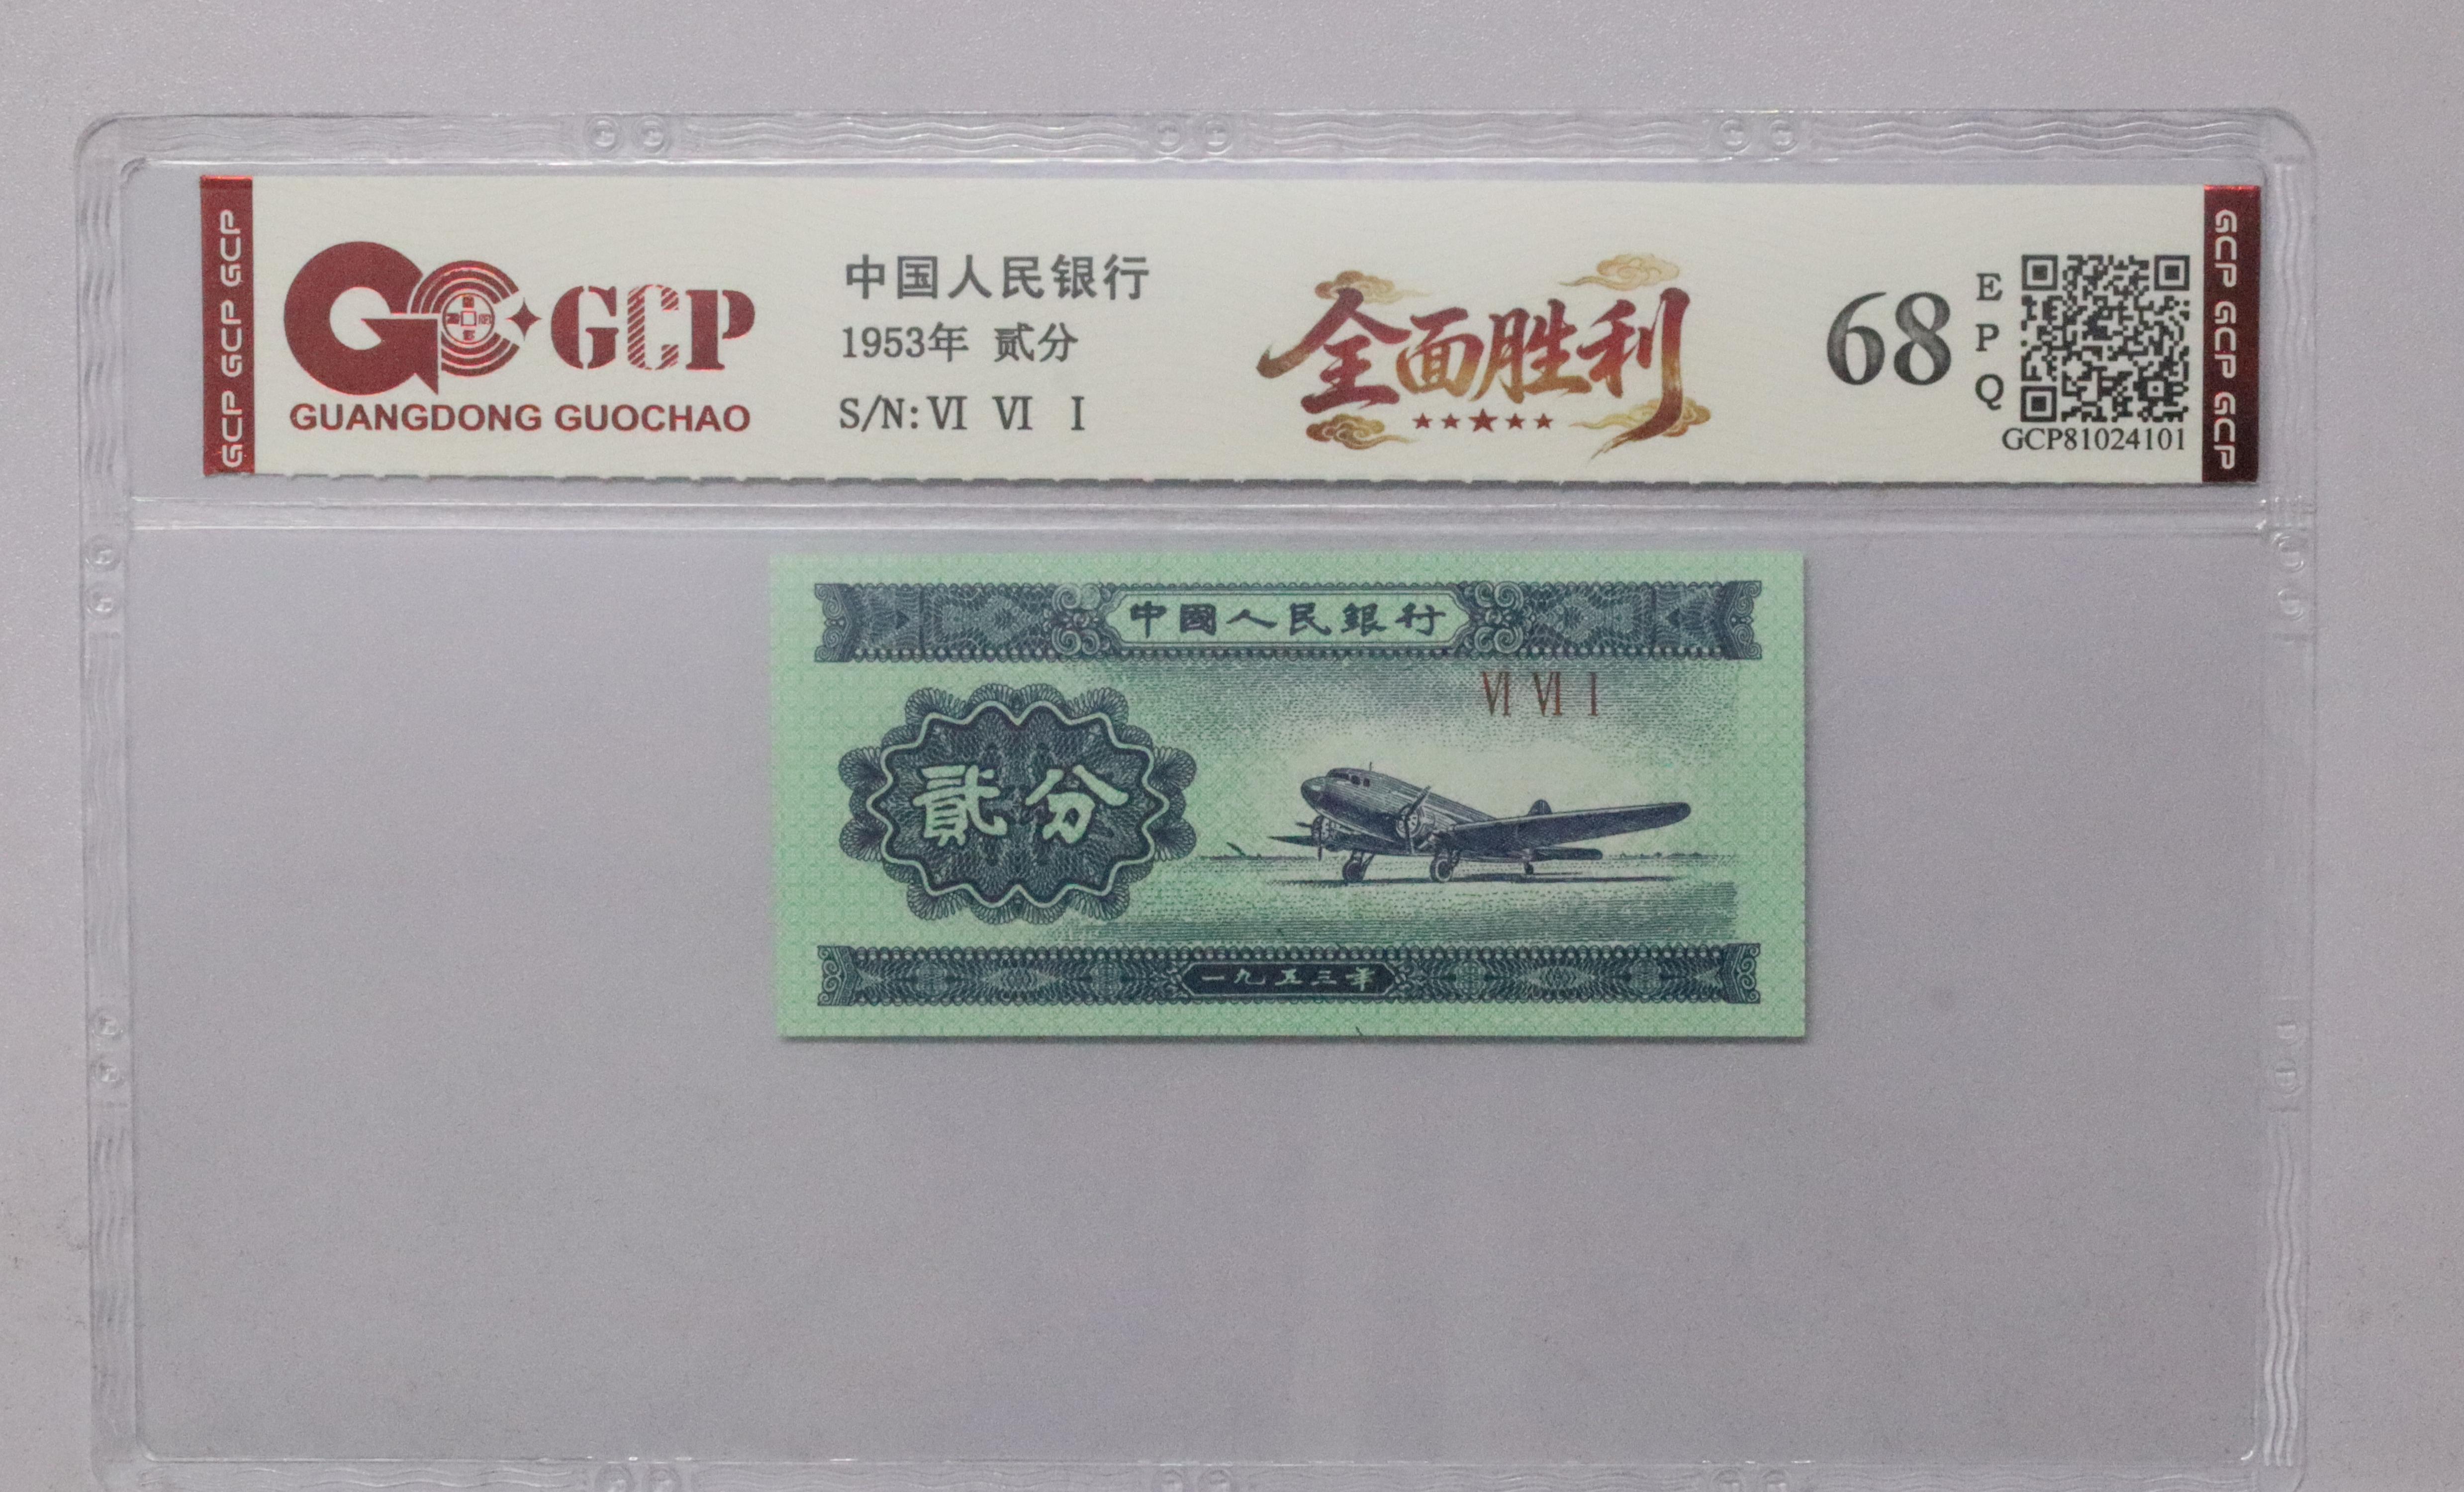 GCP GCP GCP
GCP
GUANGDONG GUOCHAO
中国人民银行
1953年 贰分
S/N:Ⅵ Ⅵ Ⅰ
全面胜利
68
E
P
Q
GCP81024101
GCP GCP GCP
中國人民銀行
Ⅵ Ⅵ Ⅰ
貳分
一九五三年